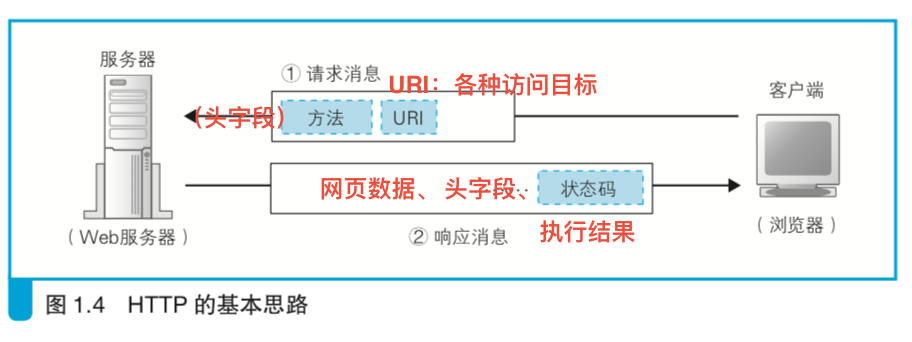 服务器
① 请求消息
URI：各种访问目标
客户端
（头字段）
方法
URI
网页数据、头字段、..
状态码
（Web服务器）
② 响应消息
执行结果
（浏览器）
图 1.4 HTTP 的基本思路